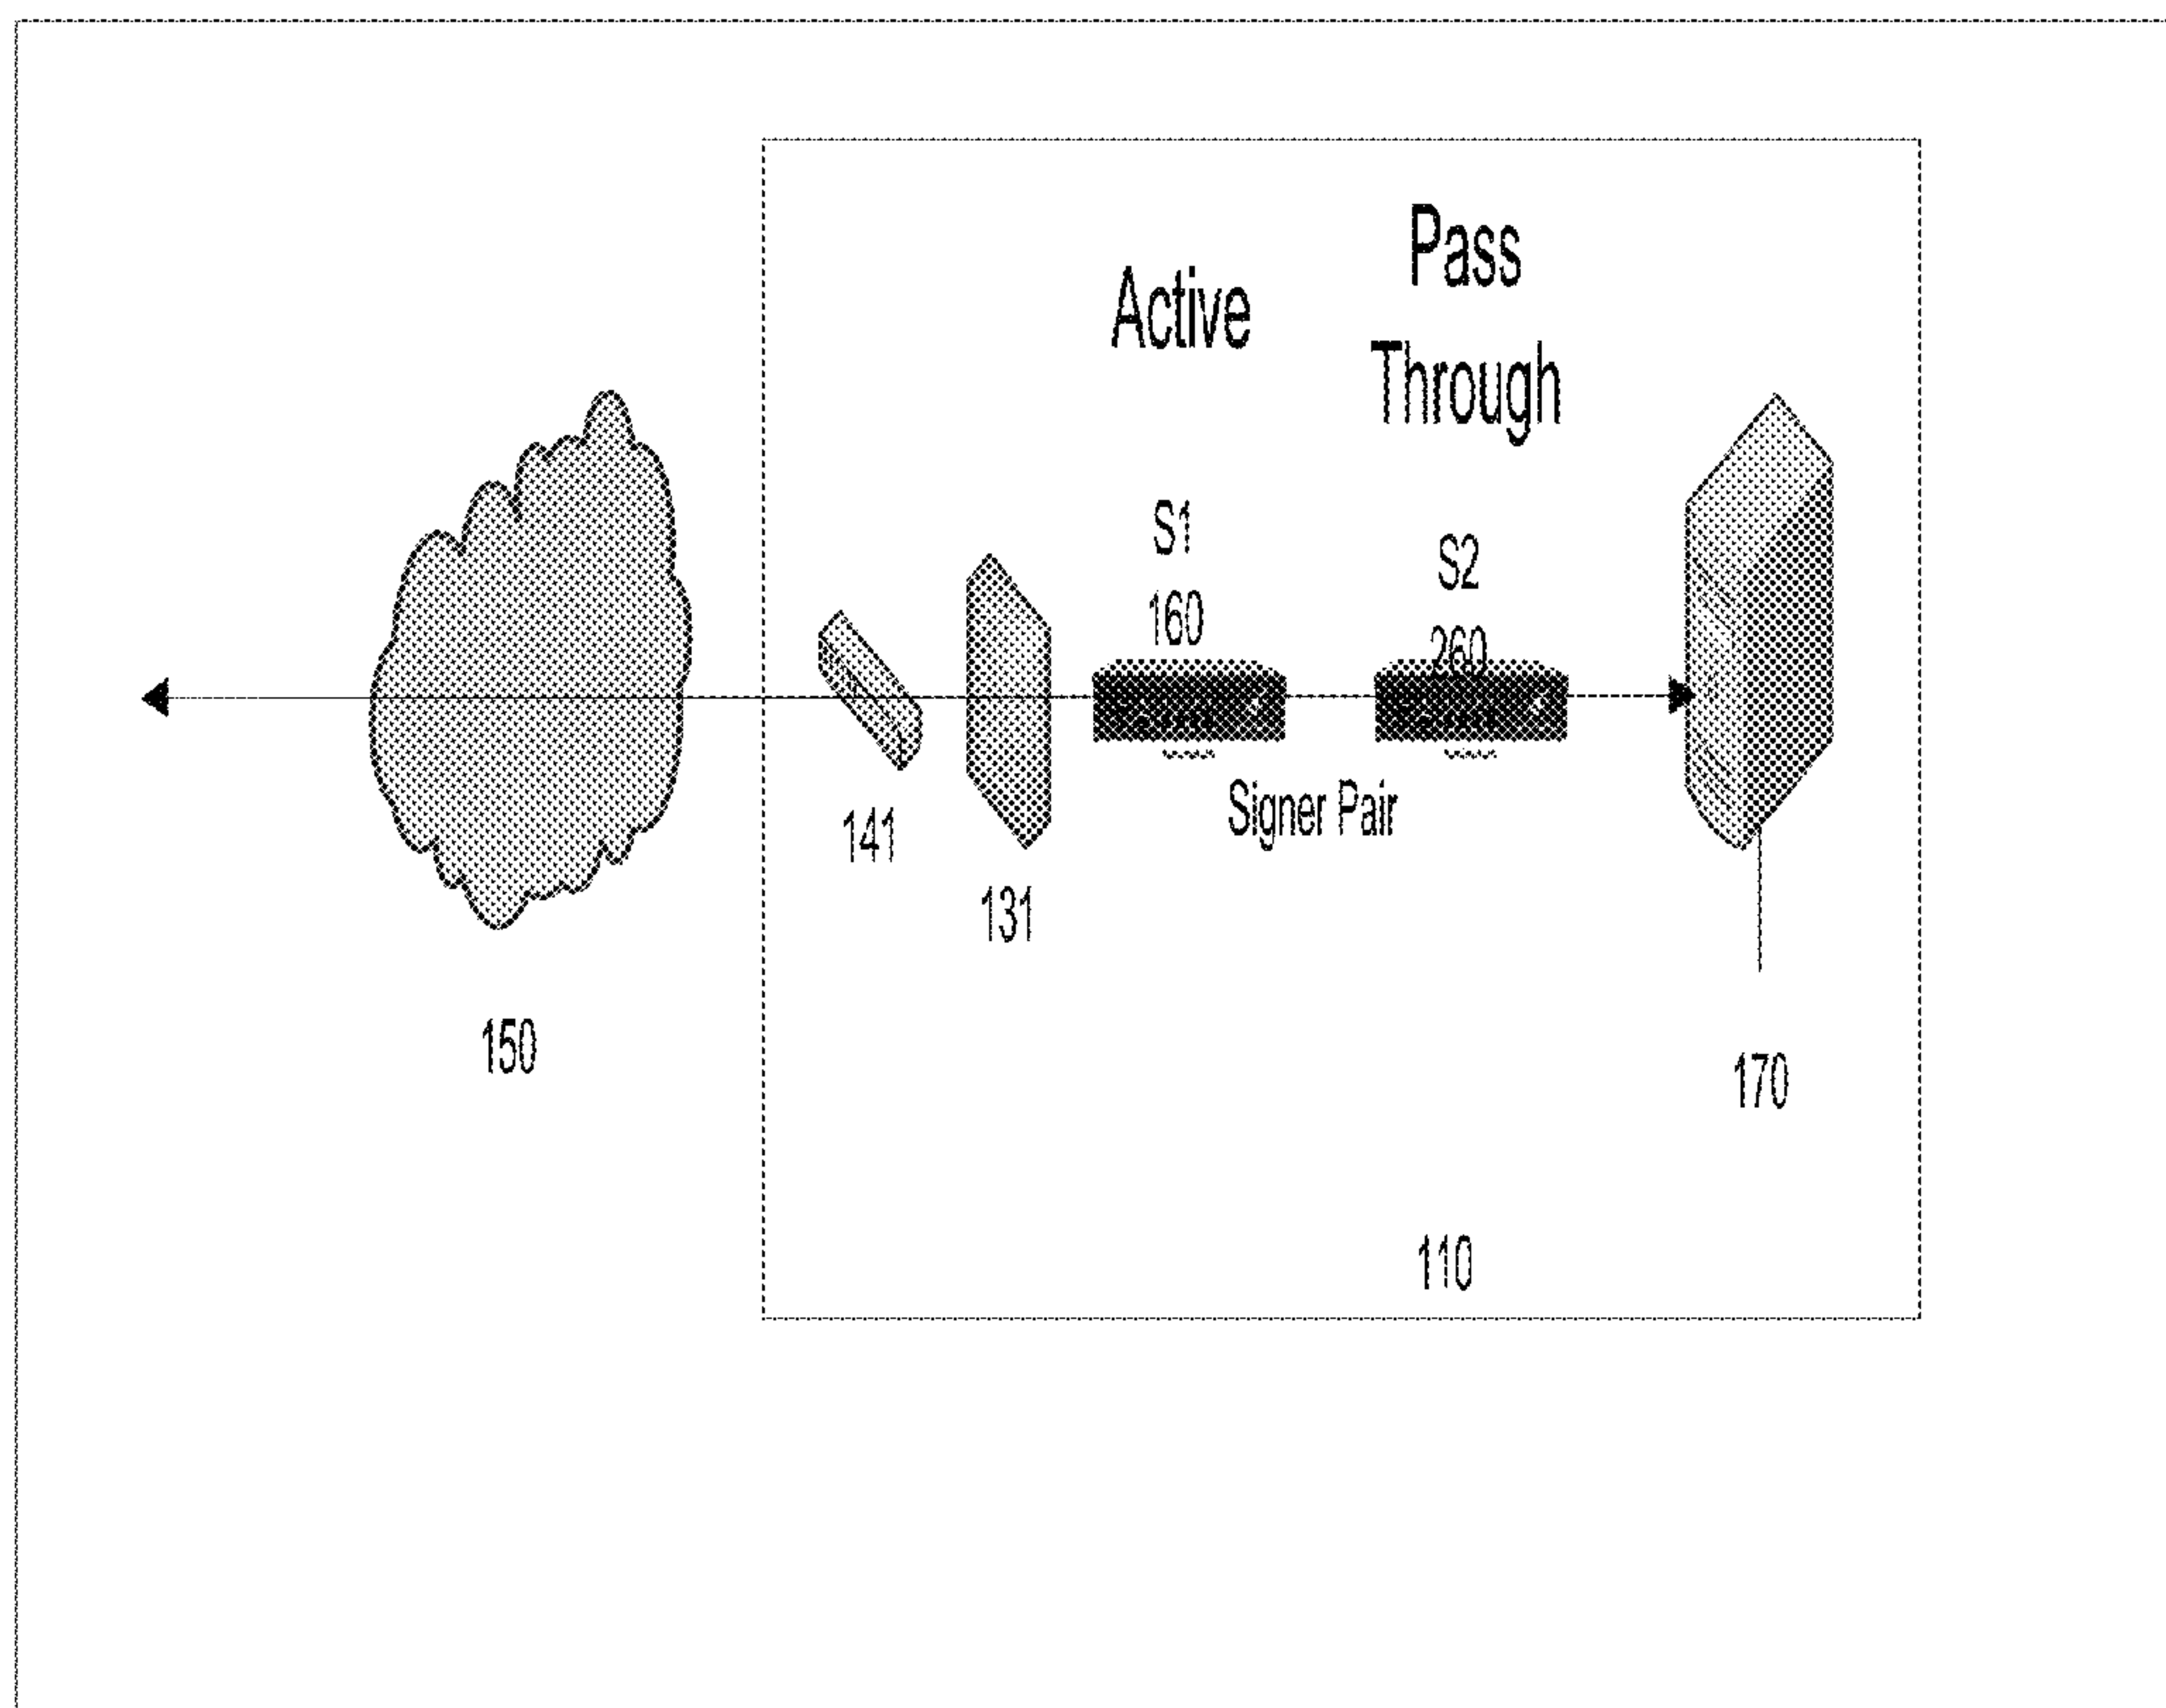 Pass
Active
Through
S1
160
S2
260
Signer Pair
141
131
150
170
110